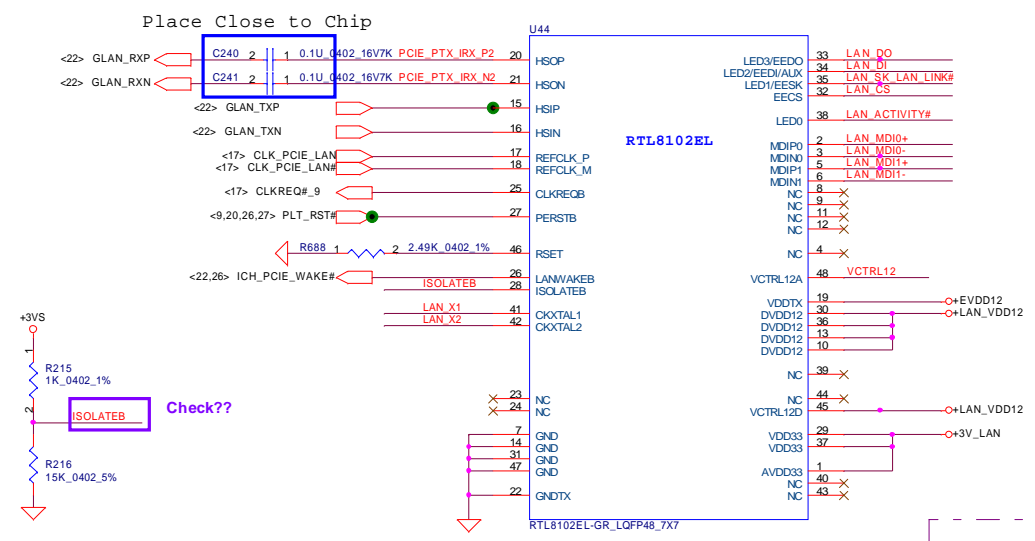 Place Close to Chip
U44
<22> GLAN_RXP C240 2 1 0.1U_0402_16V7K PCIE_PTX_IRX_P2 20 HSOP
<22> GLAN_RXN C241 2 1 0.1U_0402_16V7K PCIE_PTX_IRX_N2 21 HSON
<22> GLAN_TXP 15 HSIP
<22> GLAN_TXN 16 HSIN
<17> CLK_PCIE_LAN 17 REFCLK_P
<17> CLK_PCIE_LAN# 18 REFCLK_M
<17> CLKREQ#_9 25 CLKREQB
<9,20,26,27> PLT_RST# 27 PERSTB
R688 1 2 2.49K_0402_1% 46 RSET
<22,26> ICH_PCIE_WAKE# 26 LANWAKEB
ISOLATEB 28 ISOLATEB
LAN_X1 41 CKXTAL1
LAN_X2 42 CKXTAL2
23 NC
24 NC
7 GND
14 GND
31 GND
47 GND
22 GNDTX
RTL8102EL
LED3/EEDO 33 LAN_DO
LED2/EEDI/AUX 34 LAN_DI
LED1/EESK 35 LAN_SK_LAN_LINK#
EECS 32 LAN_CS
LED0 38 LAN_ACTIVITY#
MDIP0 2 LAN_MDI0+
MDIN0 3 LAN_MDI0-
MDIP1 5 LAN_MDI1+
MDIN1 6 LAN_MDI1-
NC 8
NC 9
NC 11
NC 12
NC 4
VCTRL12A 48 VCTRL12
VDDTX 19 +EVDD12
DVDD12 30 +LAN_VDD12
DVDD12 36
DVDD12 13
DVDD12 10
NC 39
NC 44
VCTRL12D 45 +LAN_VDD12
VDD33 29 +3V_LAN
VDD33 37
AVDD33 1
NC 40
NC 43
RTL8102EL-GR_LQFP48_7X7
+3VS
1
R215
1K_0402_1%
2
ISOLATEB
Check??
R216
15K_0402_5%